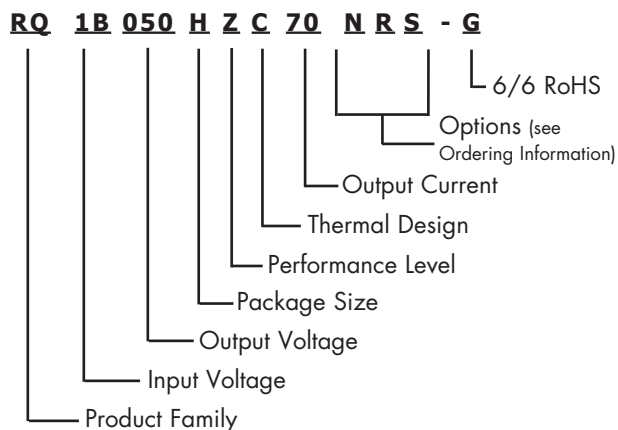 RQ 1B 050 H Z C 70 N R S - G
6/6 RoHS
Options (see
Ordering Information)
Output Current
Thermal Design
Performance Level
Package Size
Output Voltage
Input Voltage
Product Family